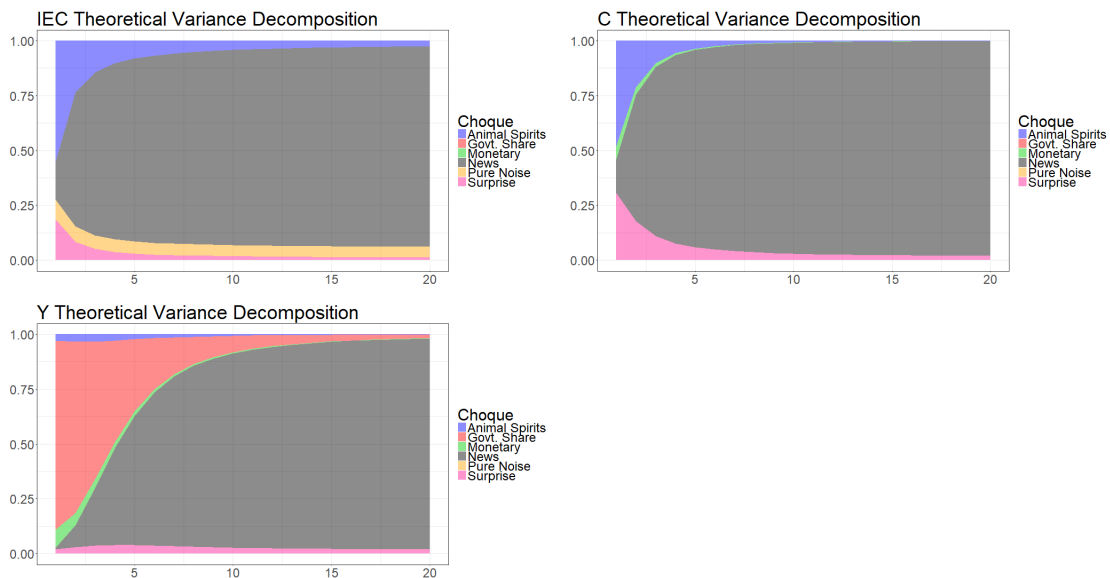 IEC Theoretical Variance Decomposition
1.00
0.75
0.50
0.25
0.00
5
10
15
20
Choque
Animal Spirits
Govt. Share
Monetary
News
Pure Noise
Surprise
C Theoretical Variance Decomposition
1.00
0.75
0.50
0.25
0.00
5
10
15
20
Choque
Animal Spirits
Govt. Share
Monetary
News
Pure Noise
Surprise
Y Theoretical Variance Decomposition
1.00
0.75
0.50
0.25
0.00
5
10
15
20
Choque
Animal Spirits
Govt. Share
Monetary
News
Pure Noise
Surprise